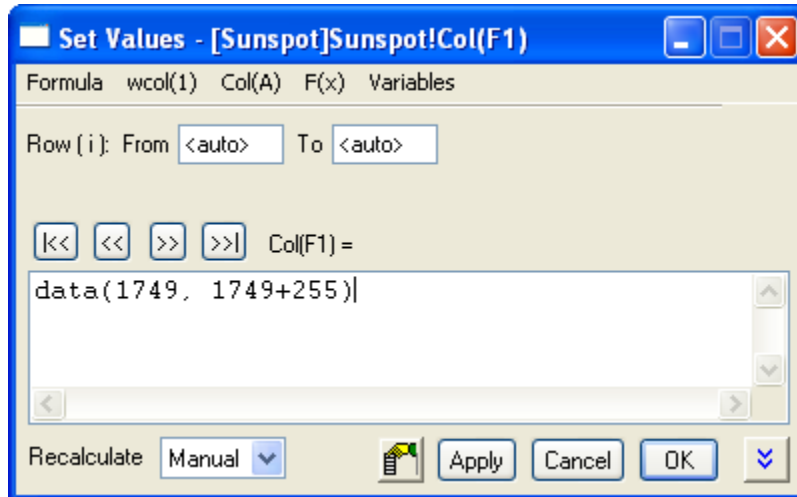 Set Values - [Sunspot]Sunspot!Col(F1)
Formula wcol(1) Col(A) F(x) Variables
Row ( i ): From <auto> To <auto>
|<< << >> >>| Col(F1) =
data(1749, 1749+255)
Recalculate Manual Apply Cancel OK